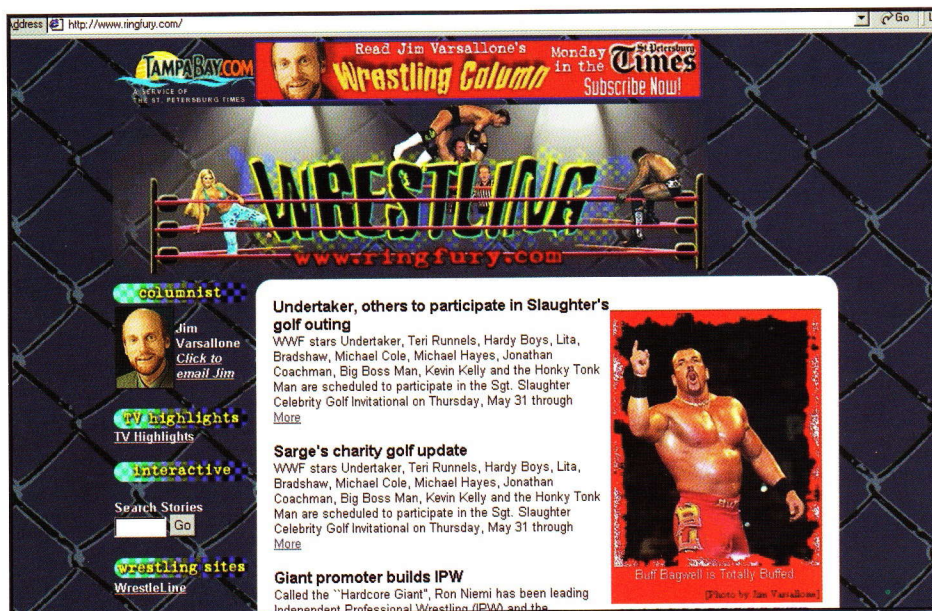 Address http://www.ringfury.com/
Go
TAMPABAY.COM
A SERVICE OF
THE ST. PETERSBURG TIMES
Read Jim Varsallone's
Wrestling Column
Monday
in the
St. Petersburg
Times
Subscribe Now!
WRESTLING
www.ringfury.com
columnist
Jim
Varsallone
Click to
email Jim
TV highlights
TV Highlights
interactive
Search Stories
Go
wrestling sites
WrestleLine
Undertaker, others to participate in Slaughter's
golf outing
WWF stars Undertaker, Teri Runnels, Hardy Boys, Lita,
Bradshaw, Michael Cole, Michael Hayes, Jonathan
Coachman, Big Boss Man, Kevin Kelly and the Honky Tonk
Man are scheduled to participate in the Sgt. Slaughter
Celebrity Golf Invitational on Thursday, May 31 through
More
Sarge's charity golf update
WWF stars Undertaker, Teri Runnels, Hardy Boys, Lita,
Bradshaw, Michael Cole, Michael Hayes, Jonathan
Coachman, Big Boss Man, Kevin Kelly and the Honky Tonk
Man are scheduled to participate in the Sgt. Slaughter
Celebrity Golf Invitational on Thursday, May 31 through
More
Giant promoter builds IPW
Called the ``Hardcore Giant", Ron Niemi has been leading
Independent Professional Wrestling (IPW) and the
Buff Bagwell is Totally Buffed.
[Photo by Jim Varsallone]